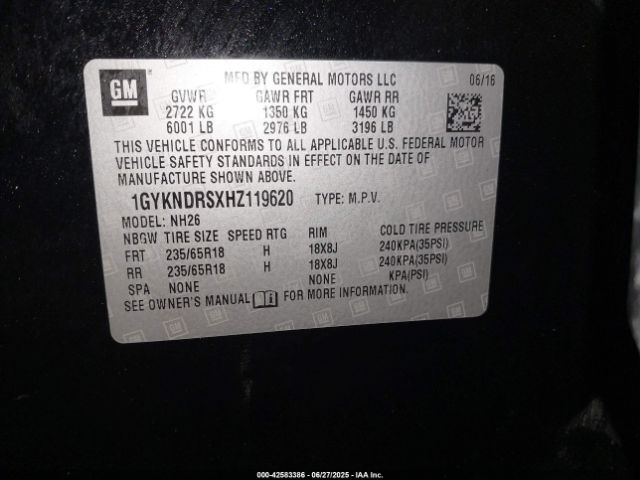 GM
MFD BY GENERAL MOTORS LLC 06/16
GVWR GAWR FRT GAWR RR
2722 KG 1350 KG 1450 KG
6001 LB 2976 LB 3196 LB
THIS VEHICLE CONFORMS TO ALL APPLICABLE U.S. FEDERAL MOTOR
VEHICLE SAFETY STANDARDS IN EFFECT ON THE DATE OF
MANUFACTURE SHOWN ABOVE.
1GYKNDRSXHZ119620 TYPE: M.P.V.
MODEL: NH26
NBGW TIRE SIZE SPEED RTG RIM COLD TIRE PRESSURE
FRT 235/65R18 H 18X8J 240KPA(35PSI)
RR 235/65R18 H 18X8J 240KPA(35PSI)
SPA NONE NONE KPA(PSI)
SEE OWNER'S MANUAL FOR MORE INFORMATION.
000-42583386 - 06/27/2025 - IAA Inc.